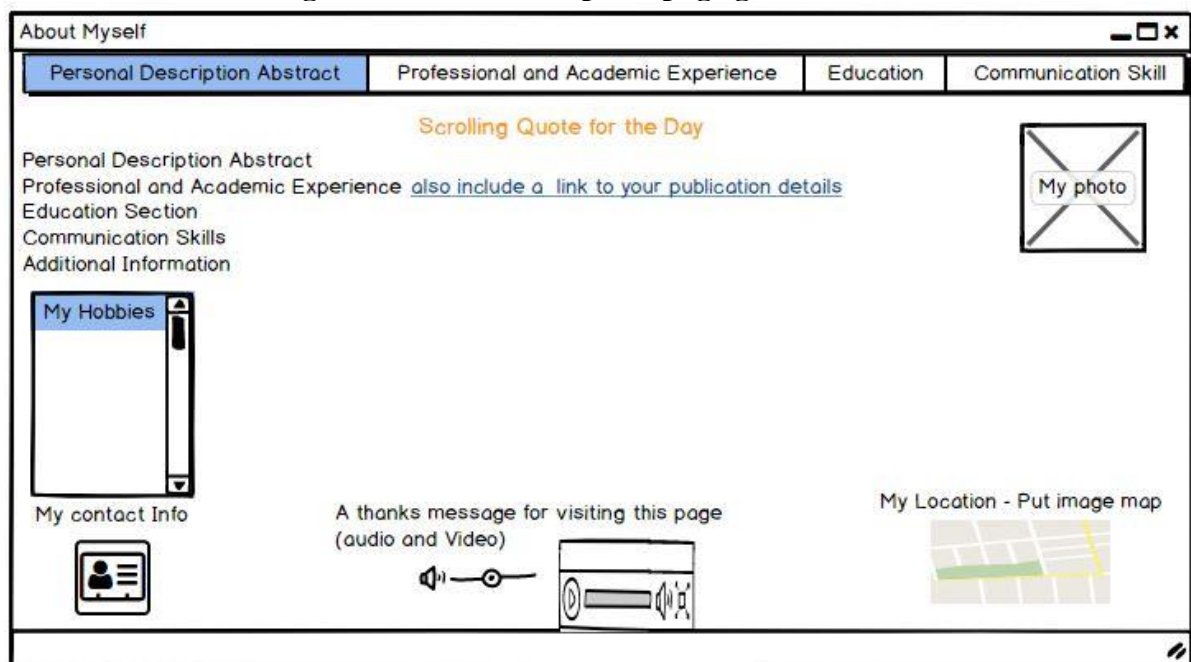 About Myself
Personal Description Abstract
Professional and Academic Experience
Education
Communication Skill
Scrolling Quote for the Day
Personal Description Abstract
Professional and Academic Experience also include a link to your publication details
Education Section
Communication Skills
Additional Information
My photo
My Hobbies
My contact Info
A thanks message for visiting this page
(audio and Video)
My Location - Put image map